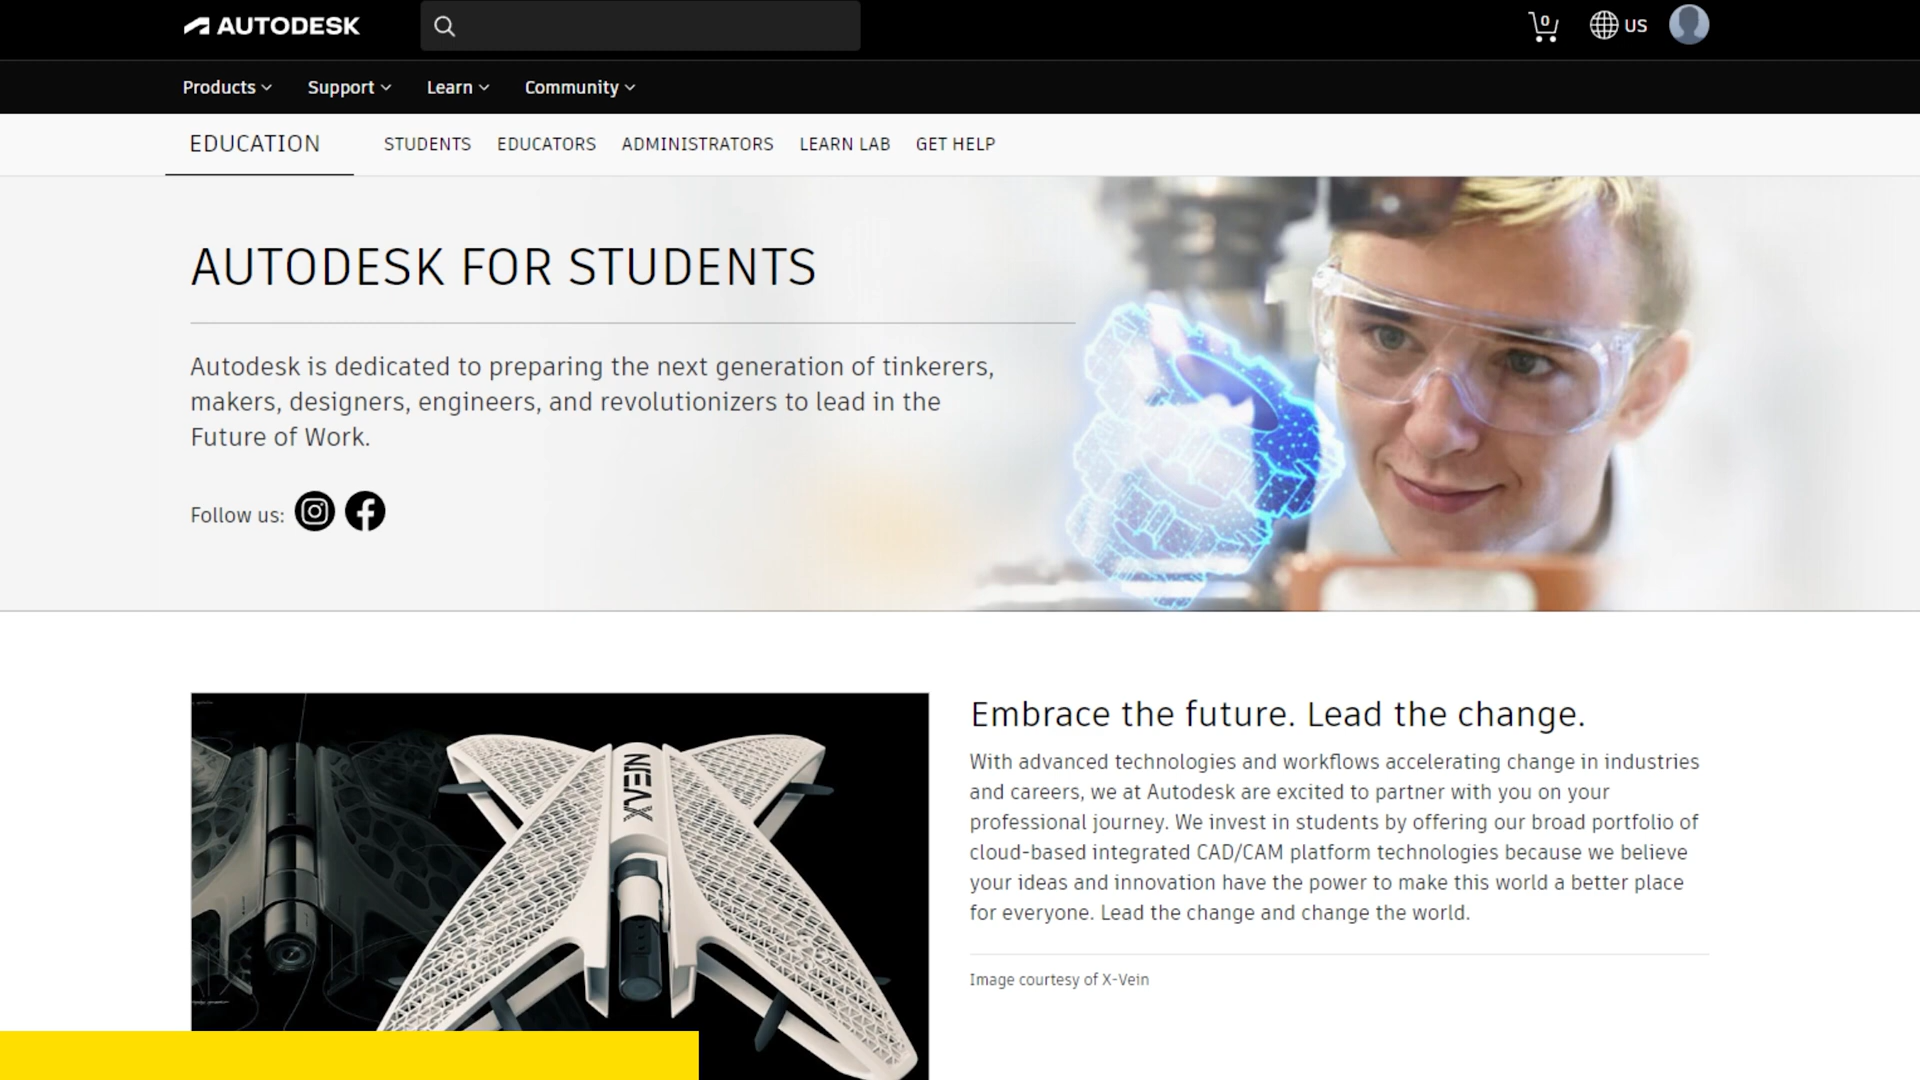 AUTODESK
0
US
Products
Support
Learn
Community
EDUCATION
STUDENTS
EDUCATORS
ADMINISTRATORS
LEARN LAB
GET HELP
AUTODESK FOR STUDENTS
Autodesk is dedicated to preparing the next generation of tinkerers,
makers, designers, engineers, and revolutionizers to lead in the
Future of Work.
Follow us:
Embrace the future. Lead the change.
With advanced technologies and workflows accelerating change in industries
and careers, we at Autodesk are excited to partner with you on your
professional journey. We invest in students by offering our broad portfolio of
cloud-based integrated CAD/CAM platform technologies because we believe
your ideas and innovation have the power to make this world a better place
for everyone. Lead the change and change the world.
Image courtesy of X-Vein